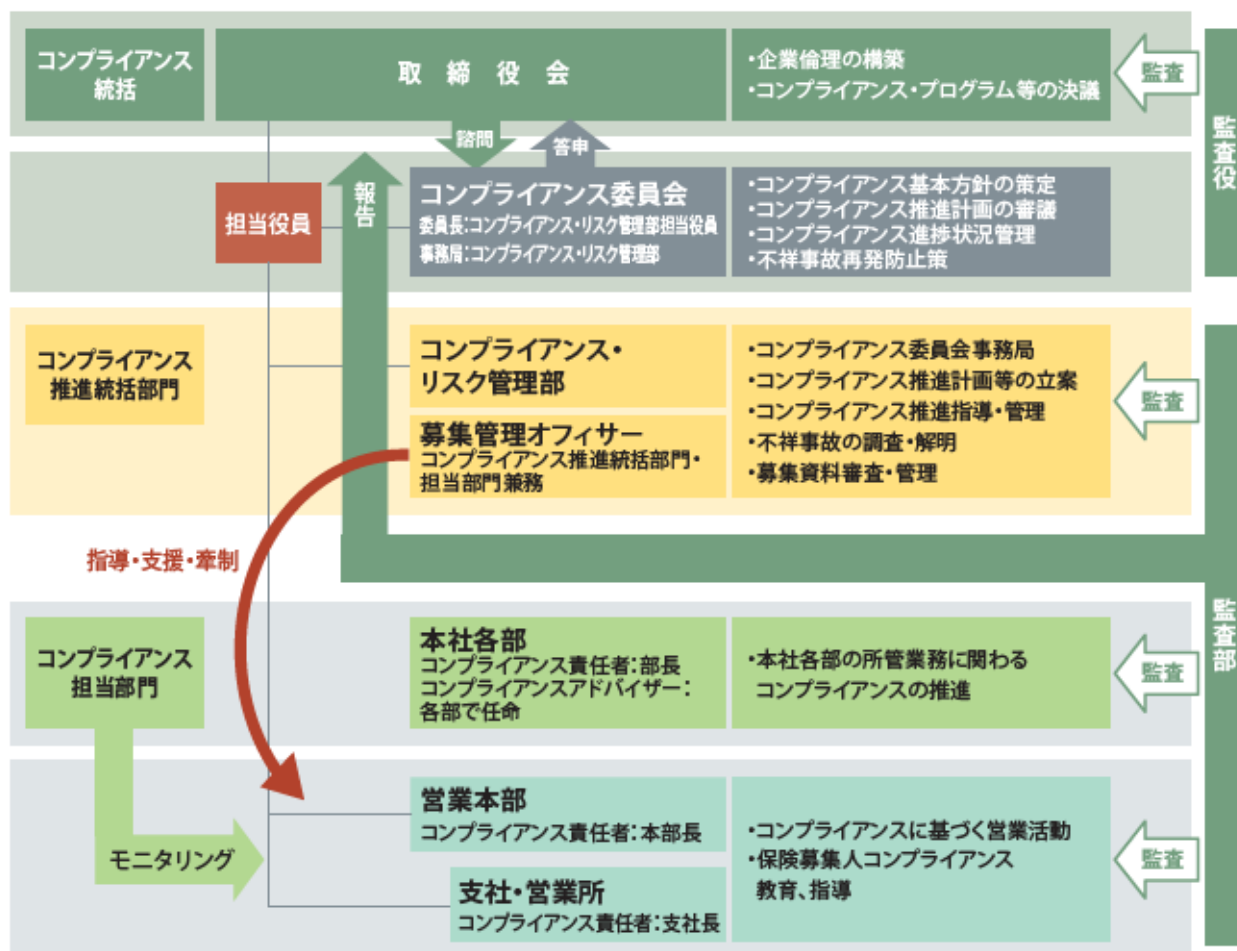 コンプライアンス
統括
取締役会
・企業倫理の構築
・コンプライアンス・プログラム等の決議
監査
監査役
諮問
答申
報告
担当役員
コンプライアンス委員会
委員長：コンプライアンス・リスク管理部担当役員
事務局：コンプライアンス・リスク管理部
・コンプライアンス基本方針の策定
・コンプライアンス推進計画の審議
・コンプライアンス進捗状況管理
・不祥事故再発防止策
コンプライアンス
推進統括部門
コンプライアンス・
リスク管理部
募集管理オフィサー
コンプライアンス推進統括部門・
担当部門兼務
・コンプライアンス委員会事務局
・コンプライアンス推進計画等の立案
・コンプライアンス推進指導・管理
・不祥事故の調査・解明
・募集資料審査・管理
監査
指導・支援・牽制
監査部
コンプライアンス
担当部門
本社各部
コンプライアンス責任者：部長
コンプライアンスアドバイザー：
各部で任命
・本社各部の所管業務に関わる
コンプライアンスの推進
監査
モニタリング
営業本部
コンプライアンス責任者：本部長
支社・営業所
コンプライアンス責任者：支社長
・コンプライアンスに基づく営業活動
・保険募集人コンプライアンス
教育、指導
監査